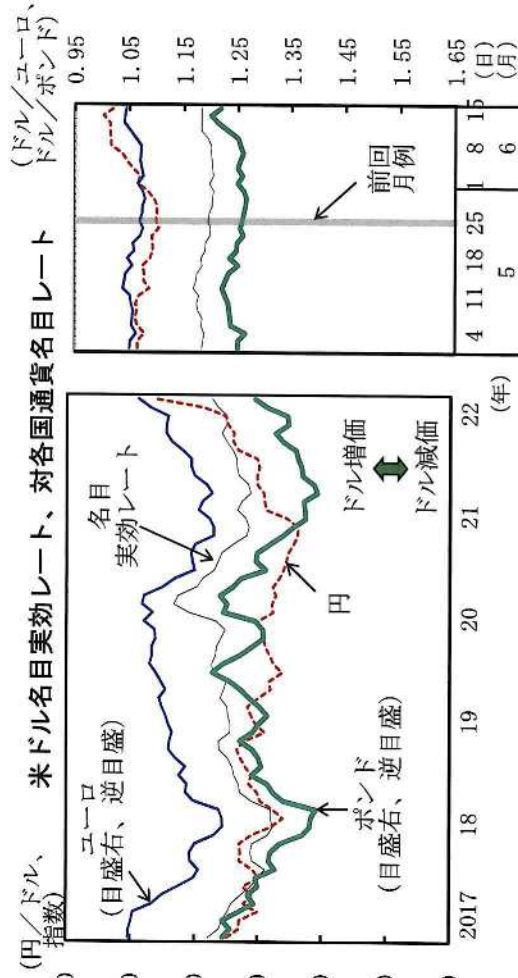 米ドル名目実効レート、対各国通貨名目レート
(円/ドル、
指数)
(ドル/ユーロ、
ドル/ポンド)
ユーロ
(目盛右、逆目盛)
名目
実効レート
円
ポンド
(目盛右、逆目盛)
ドル増価
ドル減価
2017 18 19 20 21 22
(年)
前回
月例
0.95
1.05
1.15
1.25
1.35
1.45
1.55
1.65
4 11 18 25 1 8 15
(日)
5 6
(月)